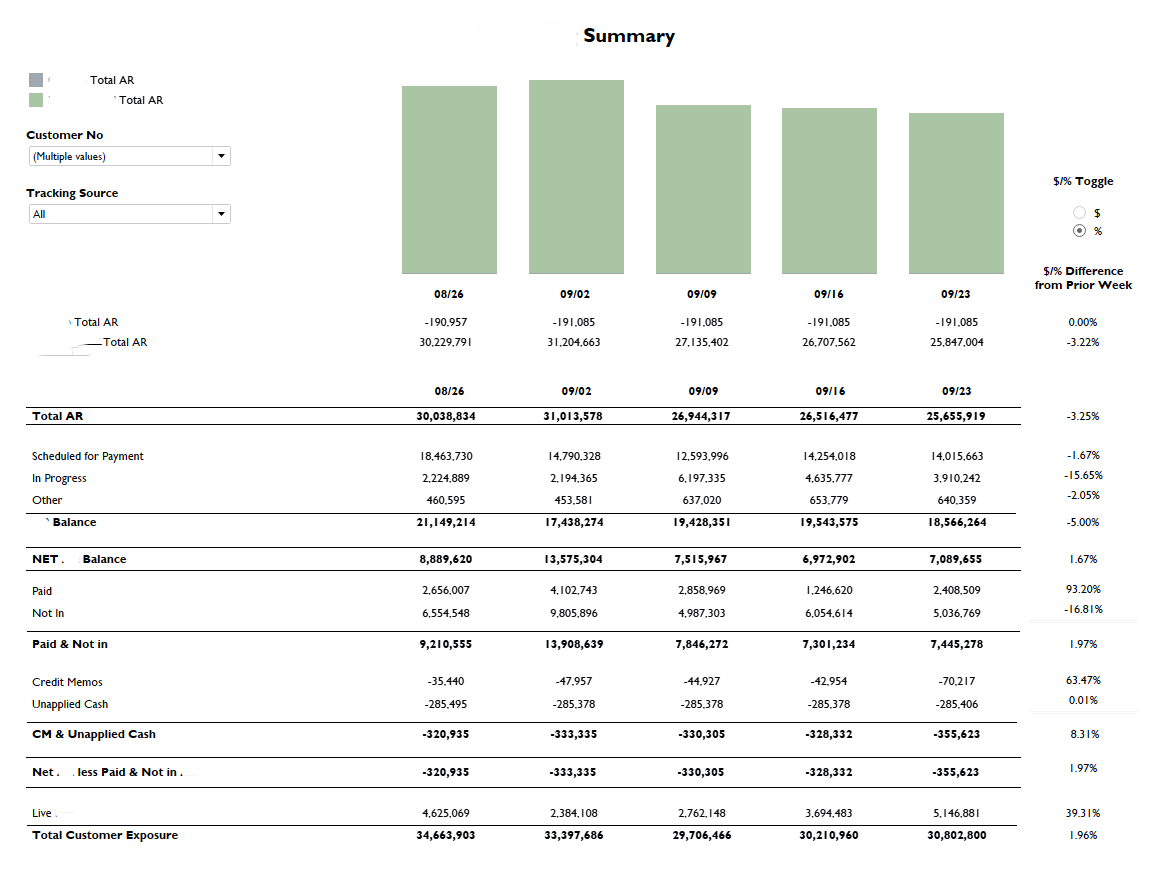 Summary
Total AR
Total AR
Customer No
(Multiple values)
Tracking Source
All
$/% Toggle
$
%
$/% Difference
from Prior Week
08/26 09/02 09/09 09/16 09/23
Total AR -190,957 -191,085 -191,085 -191,085 -191,085 0.00%
Total AR 30,229,791 31,204,663 27,135,402 26,707,562 25,847,004 -3.22%
08/26 09/02 09/09 09/16 09/23
Total AR 30,038,834 31,013,578 26,944,317 26,516,477 25,655,919 -3.25%
Scheduled for Payment 18,463,730 14,790,328 12,593,996 14,254,018 14,015,663 -1.67%
In Progress 2,224,889 2,194,365 6,197,335 4,635,777 3,910,242 -15.65%
Other 460,595 453,581 637,020 653,779 640,359 -2.05%
Balance 21,149,214 17,438,274 19,428,351 19,543,575 18,566,264 -5.00%
NET Balance 8,889,620 13,575,304 7,515,967 6,972,902 7,089,655 1.67%
Paid 2,656,007 4,102,743 2,858,969 1,246,620 2,408,509 93.20%
Not In 6,554,548 9,805,896 4,987,303 6,054,614 5,036,769 -16.81%
Paid & Not in 9,210,555 13,908,639 7,846,272 7,301,234 7,445,278 1.97%
Credit Memos -35,440 -47,957 -44,927 -42,954 -70,217 63.47%
Unapplied Cash -285,495 -285,378 -285,378 -285,378 -285,406 0.01%
CM & Unapplied Cash -320,935 -333,335 -330,305 -328,332 -355,623 8.31%
Net less Paid & Not in -320,935 -333,335 -330,305 -328,332 -355,623 1.97%
Live 4,625,069 2,384,108 2,762,148 3,694,483 5,146,881 39.31%
Total Customer Exposure 34,663,903 33,397,686 29,706,466 30,210,960 30,802,800 1.96%